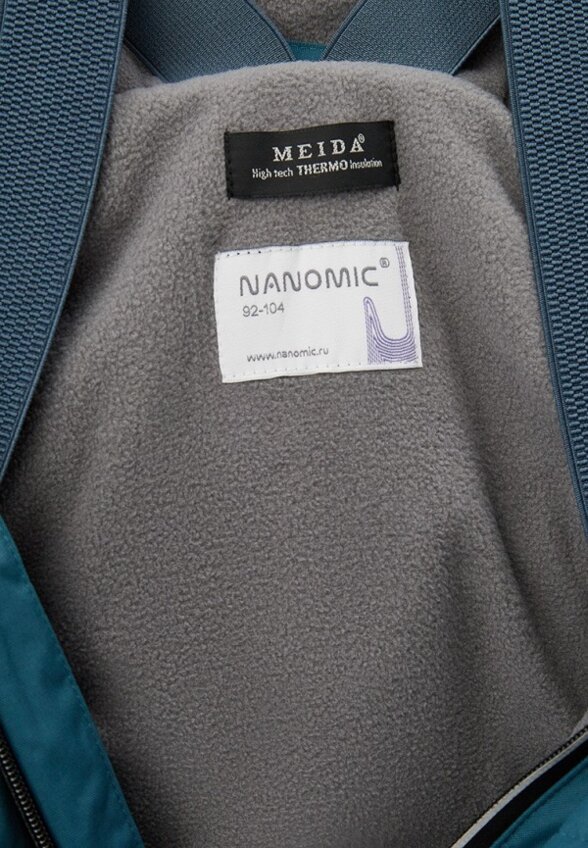 MEIDA®
High tech THERMO Insulation
NANOMIC®
92-104
www.nanomic.ru